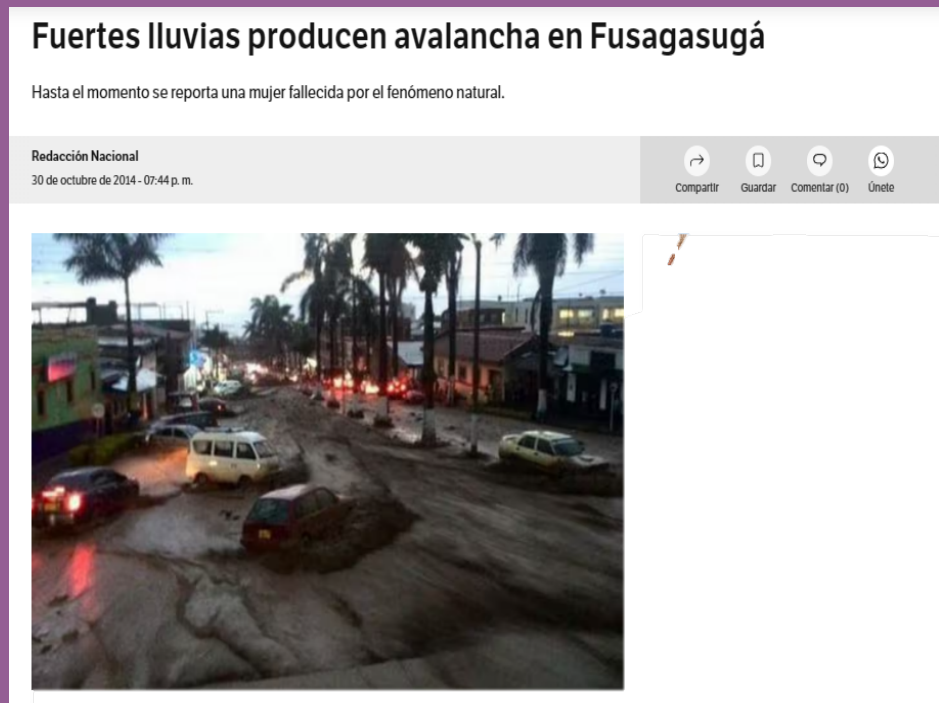 Fuertes lluvias producen avalancha en Fusagasugá
Hasta el momento se reporta una mujer fallecida por el fenómeno natural.
Redacción Nacional
30 de octubre de 2014 - 07:44 p. m.
Compartir
Guardar
Comentar (0)
Únete